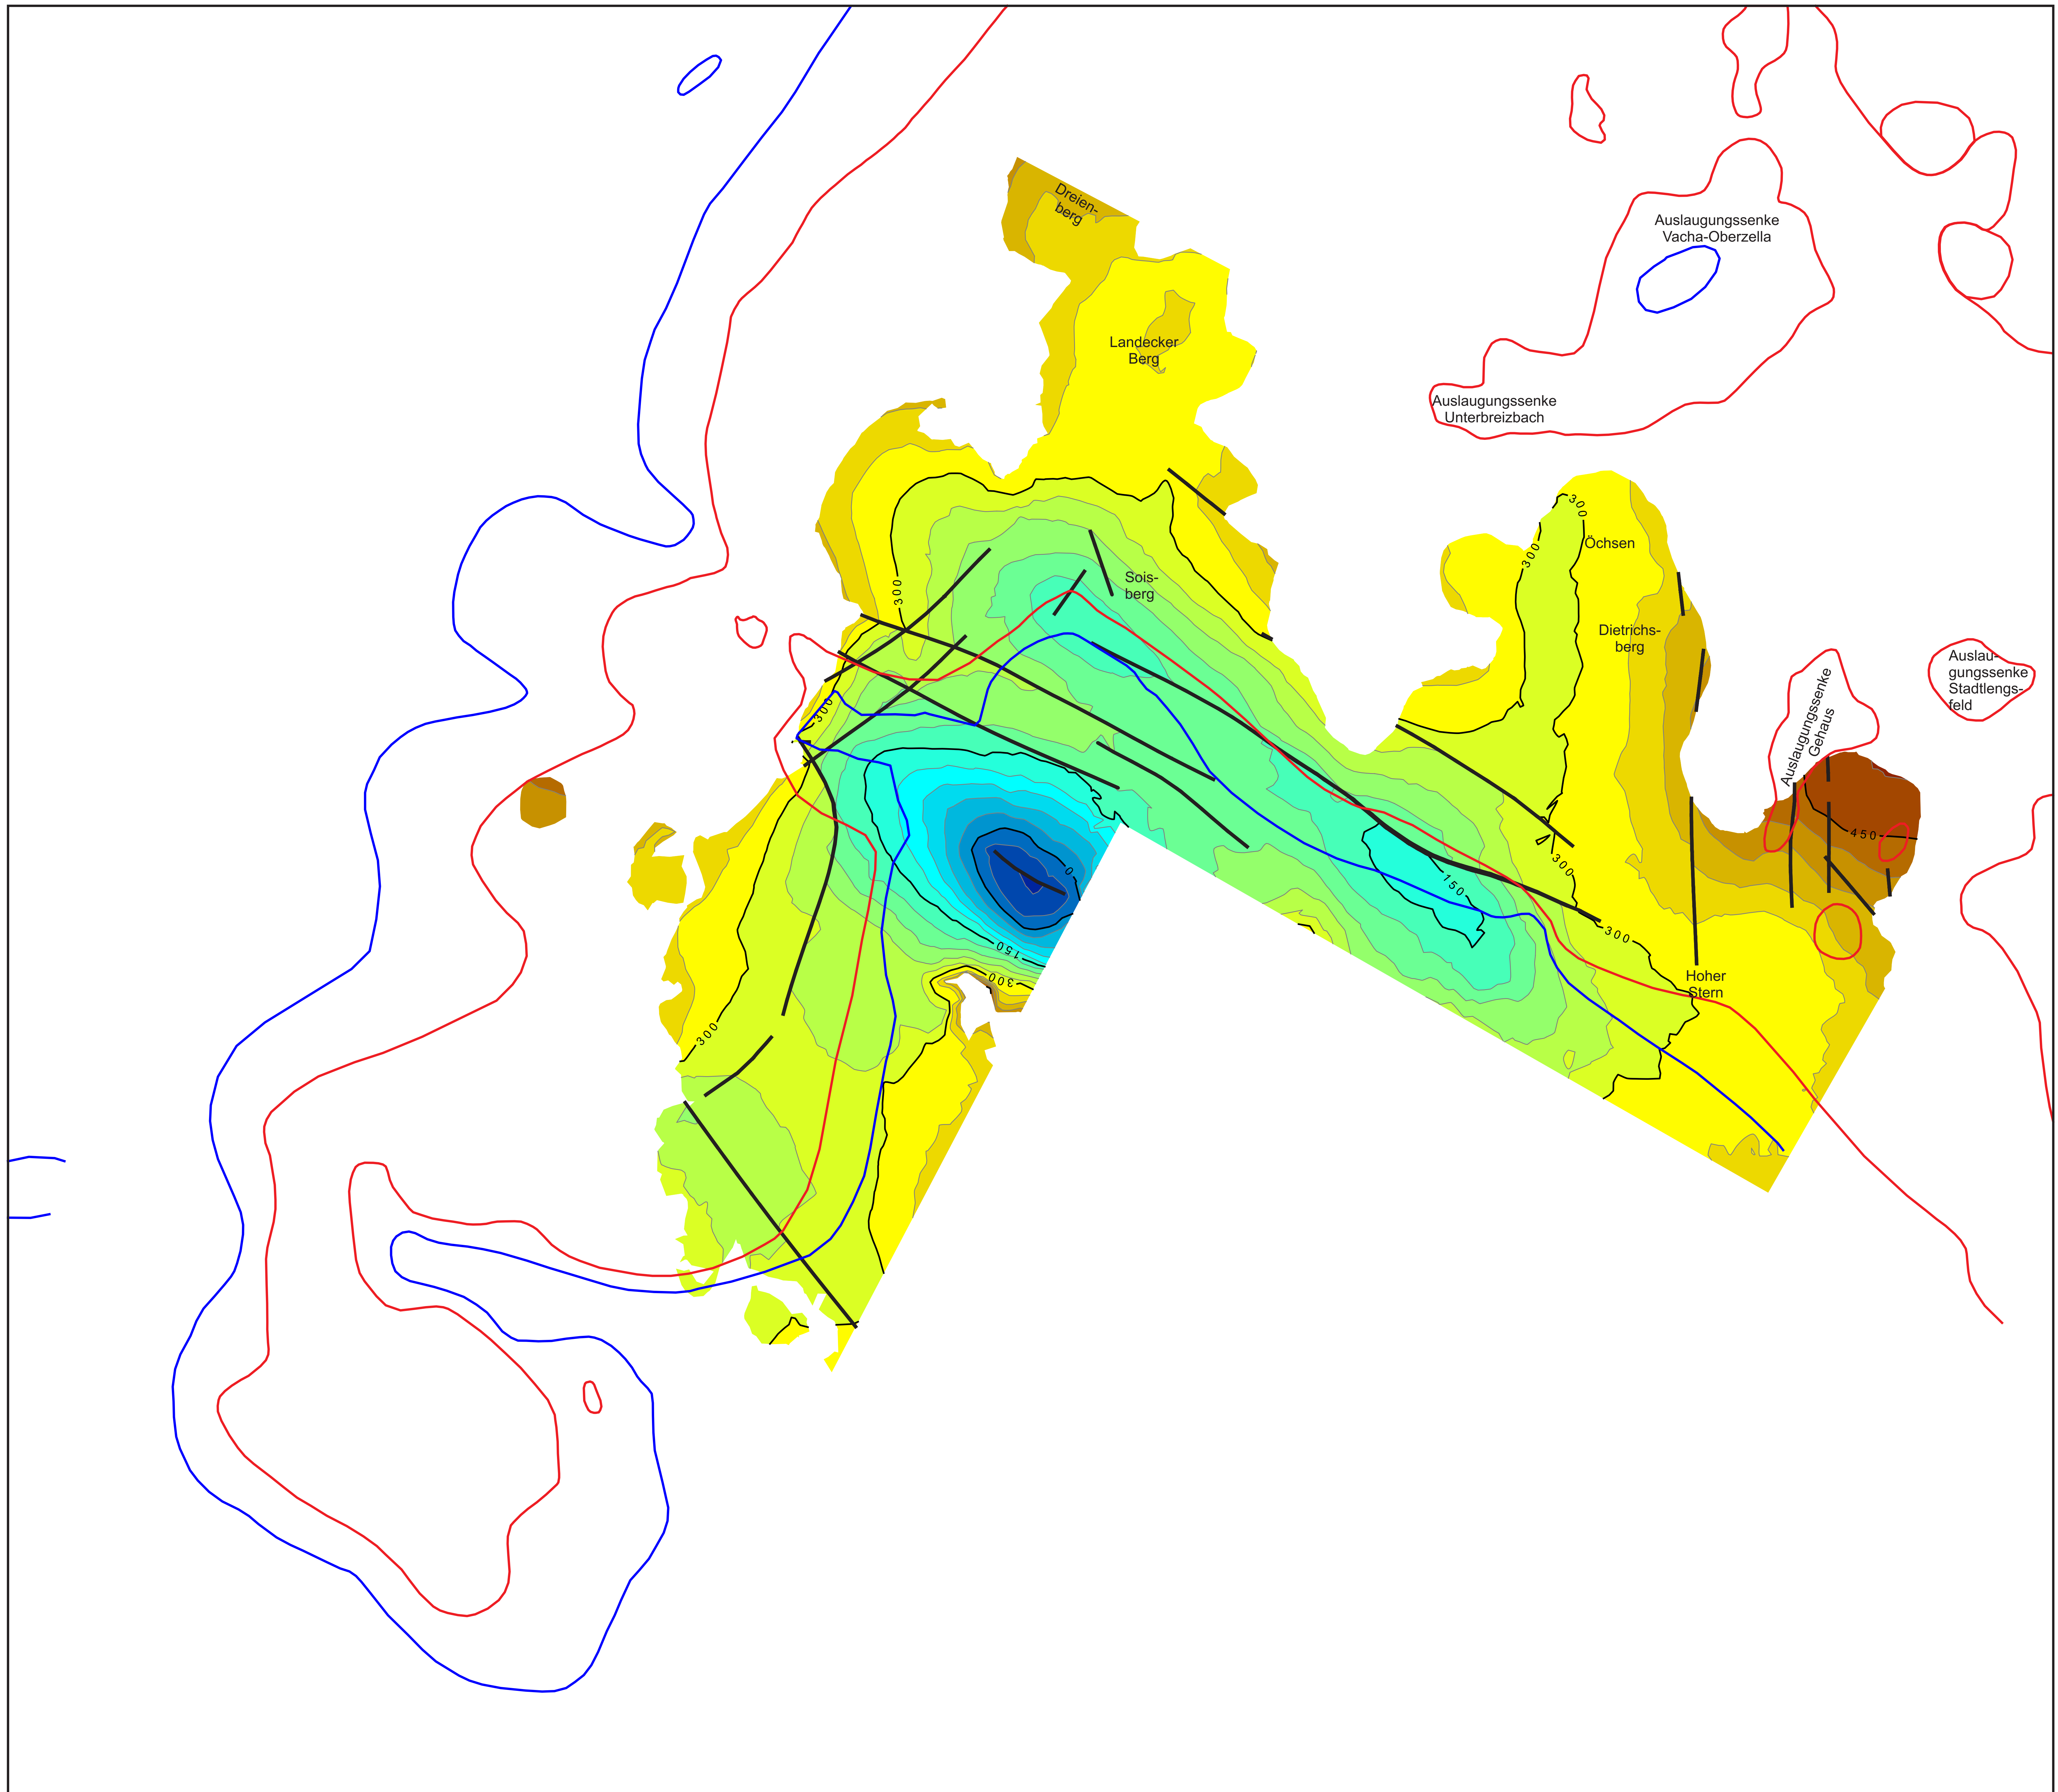 Dreien-
berg
Auslaugungssenke
Vacha-Oberzella
Landecker
Berg
Auslaugungssenke
Unterbreizbach
300
300
Öchsen
300
Sois-
berg
Dietrichs-
berg
Auslau-
gungssenke
Stadtlengs-
feld
Auslaugungssenke
Gehaus
300
450
0
300
150
300
150
300
Hoher
Stern
300